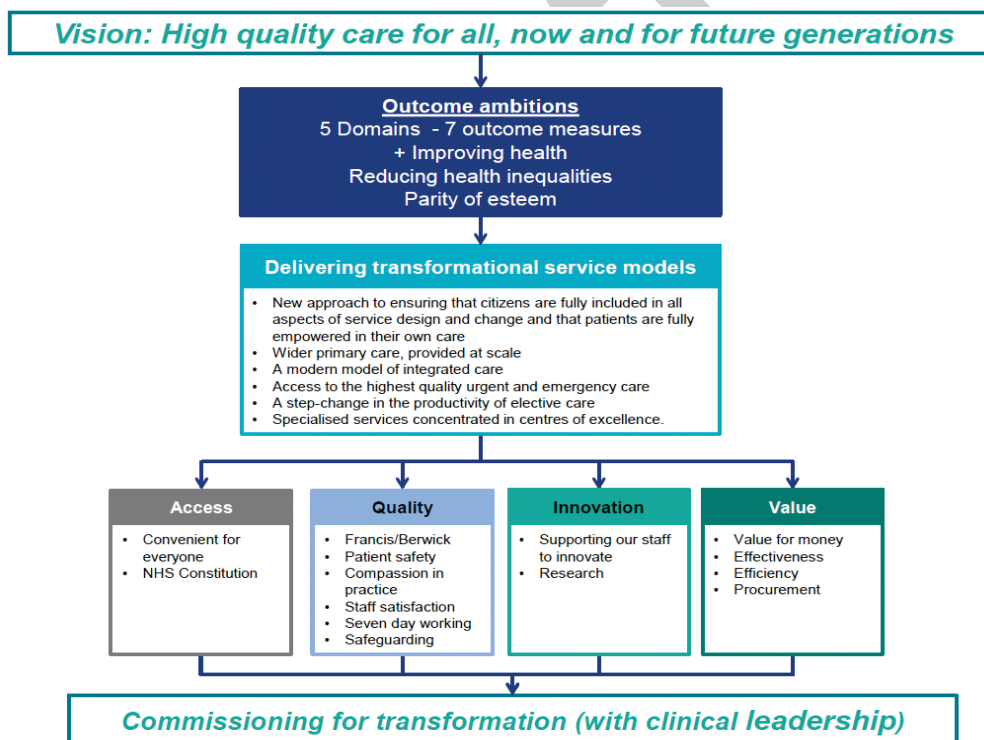 Vision: High quality care for all, now and for future generations
Outcome ambitions
5 Domains - 7 outcome measures
+ Improving health
Reducing health inequalities
Parity of esteem
Delivering transformational service models
• New approach to ensuring that citizens are fully included in all
aspects of service design and change and that patients are fully
empowered in their own care
• Wider primary care, provided at scale
• A modern model of integrated care
• Access to the highest quality urgent and emergency care
• A step-change in the productivity of elective care
• Specialised services concentrated in centres of excellence.
Access
• Convenient for
everyone
• NHS Constitution
Quality
• Francis/Berwick
• Patient safety
• Compassion in
practice
• Staff satisfaction
• Seven day working
• Safeguarding
Innovation
• Supporting our staff
to innovate
• Research
Value
• Value for money
• Effectiveness
• Efficiency
• Procurement
Commissioning for transformation (with clinical leadership)